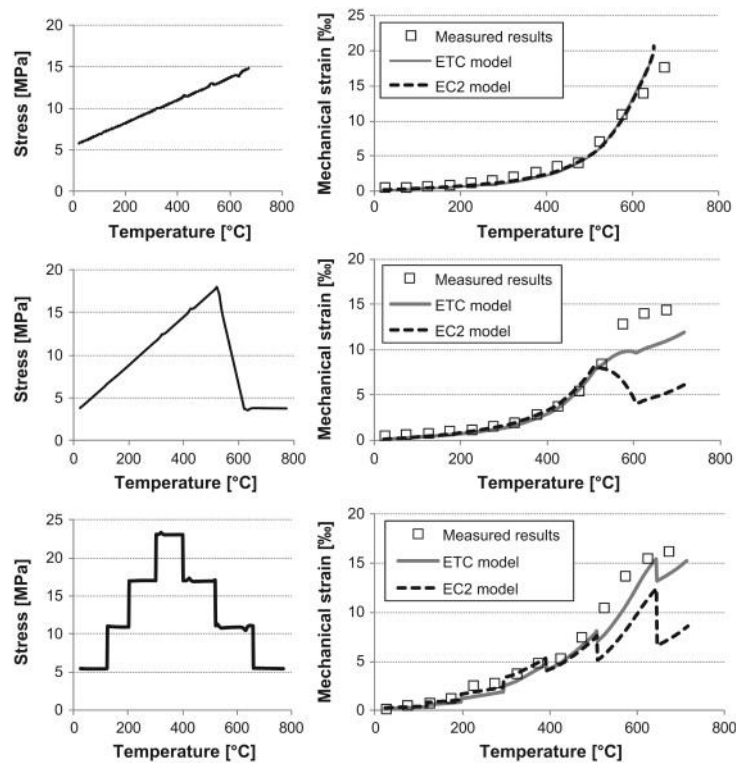 Stress [MPa]
20
15
10
5
0
0 200 400 600 800
Temperature [°C]
Mechanical strain [‰]
25
20
15
10
5
0
Measured results
ETC model
EC2 model
0 200 400 600 800
Temperature [°C]
Stress [MPa]
20
15
10
5
0
0 200 400 600 800
Temperature [°C]
Mechanical strain [‰]
20
15
10
5
0
Measured results
ETC model
EC2 model
0 200 400 600 800
Temperature [°C]
Stress [MPa]
25
20
15
10
5
0
0 200 400 600 800
Temperature [°C]
Mechanical strain [‰]
20
15
10
5
0
Measured results
ETC model
EC2 model
0 200 400 600 800
Temperature [°C]